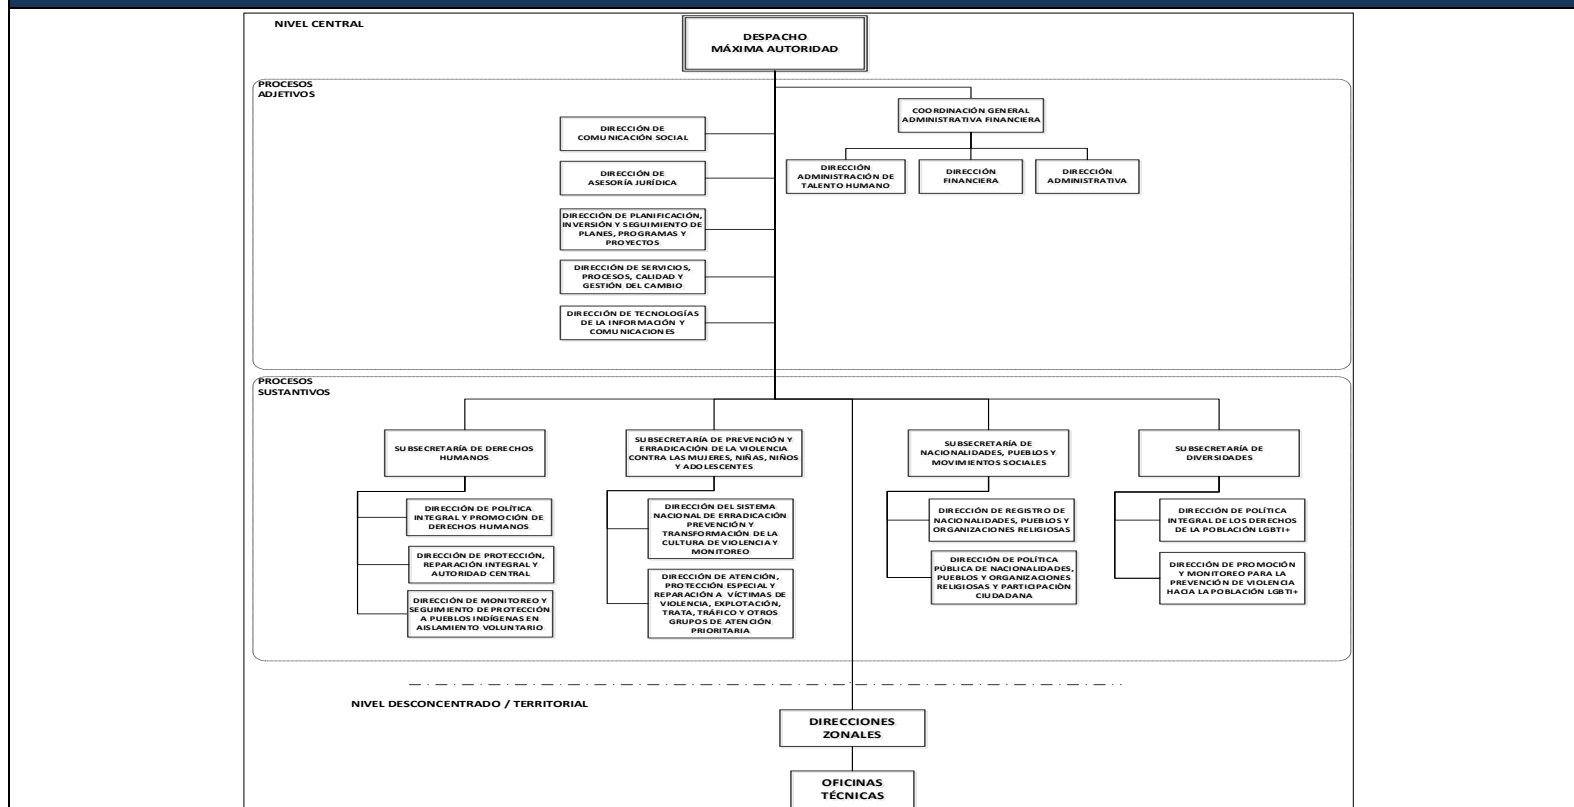 NIVEL CENTRAL
DESPACHO
MÁXIMA AUTORIDAD
PROCESOS
ADJETIVOS
COORDINACIÓN GENERAL
ADMINISTRATIVA FINANCIERA
DIRECCIÓN DE
COMUNICACIÓN SOCIAL
DIRECCIÓN
ADMINISTRACIÓN DE
TALENTO HUMANO
DIRECCIÓN
FINANCIERA
DIRECCIÓN
ADMINISTRATIVA
DIRECCIÓN DE
ASESORÍA JURÍDICA
DIRECCIÓN DE PLANIFICACIÓN,
INVERSIÓN Y SEGUIMIENTO DE
PLANES, PROGRAMAS Y
PROYECTOS
DIRECCIÓN DE SERVICIOS,
PROCESOS, CALIDAD Y
GESTIÓN DEL CAMBIO
DIRECCIÓN DE TECNOLOGÍAS
DE LA INFORMACIÓN Y
COMUNICACIONES
PROCESOS
SUSTANTIVOS
SUBSECRETARÍA DE DERECHOS
HUMANOS
SUBSECRETARÍA DE PREVENCIÓN Y
ERRADICACIÓN DE LA VIOLENCIA
CONTRA LAS MUJERES, NIÑAS, NIÑOS
Y ADOLESCENTES
SUBSECRETARÍA DE
NACIONALIDADES, PUEBLOS Y
MOVIMIENTOS SOCIALES
SUBSECRETARÍA DE
DIVERSIDADES
DIRECCIÓN DE POLÍTICA
INTEGRAL Y PROMOCIÓN DE
DERECHOS HUMANOS
DIRECCIÓN DE PROTECCIÓN,
REPARACIÓN INTEGRAL Y
AUTORIDAD CENTRAL
DIRECCIÓN DE MONITOREO Y
SEGUIMIENTO DE PROTECCIÓN
A PUEBLOS INDÍGENAS EN
AISLAMIENTO VOLUNTARIO
DIRECCIÓN DEL SISTEMA
NACIONAL DE ERRADICACIÓN
PREVENCIÓN Y
TRANSFORMACIÓN DE LA
CULTURA DE VIOLENCIA Y
MONITOREO
DIRECCIÓN DE ATENCIÓN,
PROTECCIÓN ESPECIAL Y
REPARACIÓN A VÍCTIMAS DE
VIOLENCIA, EXPLOTACIÓN,
TRATA, TRÁFICO Y OTROS
GRUPOS DE ATENCIÓN
PRIORITARIA
DIRECCIÓN DE REGISTRO DE
NACIONALIDADES, PUEBLOS Y
ORGANIZACIONES RELIGIOSAS
DIRECCIÓN DE POLÍTICA
PÚBLICA DE NACIONALIDADES,
PUEBLOS Y ORGANIZACIONES
RELIGIOSAS Y PARTICIPACIÒN
CIUDADANA
DIRECCIÓN DE POLÍTICA
INTEGRAL DE LOS DERECHOS
DE LA POBLACIÓN LGBTI+
DIRECCIÓN DE PROMOCIÓN
Y MONITOREO PARA LA
PREVENCIÓN DE VIOLENCIA
HACIA LA POBLACIÓN LGBTI+
NIVEL DESCONCENTRADO / TERRITORIAL
DIRECCIONES
ZONALES
OFICINAS
TÉCNICAS